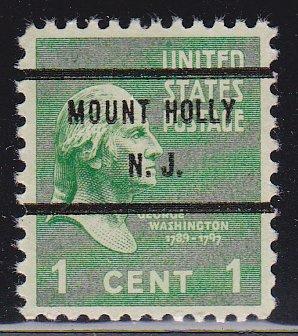 UNITED
STATES
POSTAGE
MOUNT HOLLY
N. J.
GEORGE
WASHINGTON
1789-1797
1 CENT 1